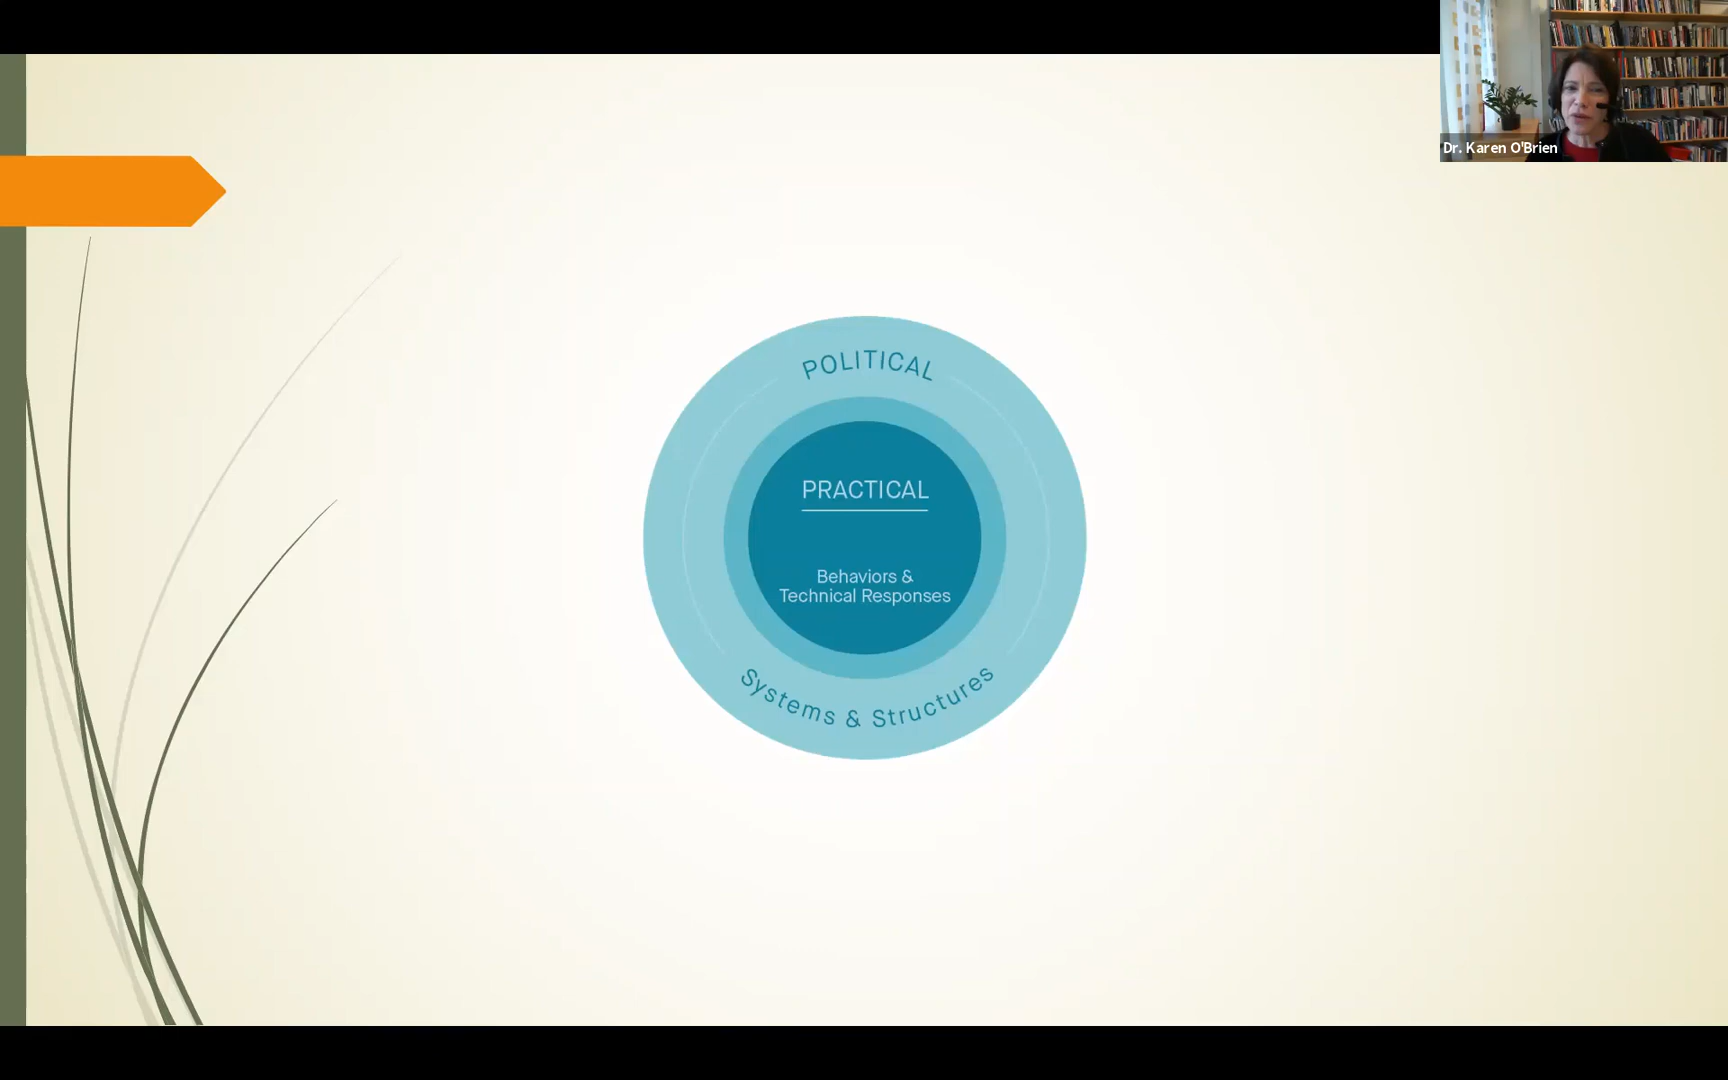 Dr. Karen O'Brien
POLITICAL
PRACTICAL
Behaviors &
Technical Responses
Systems & Structures